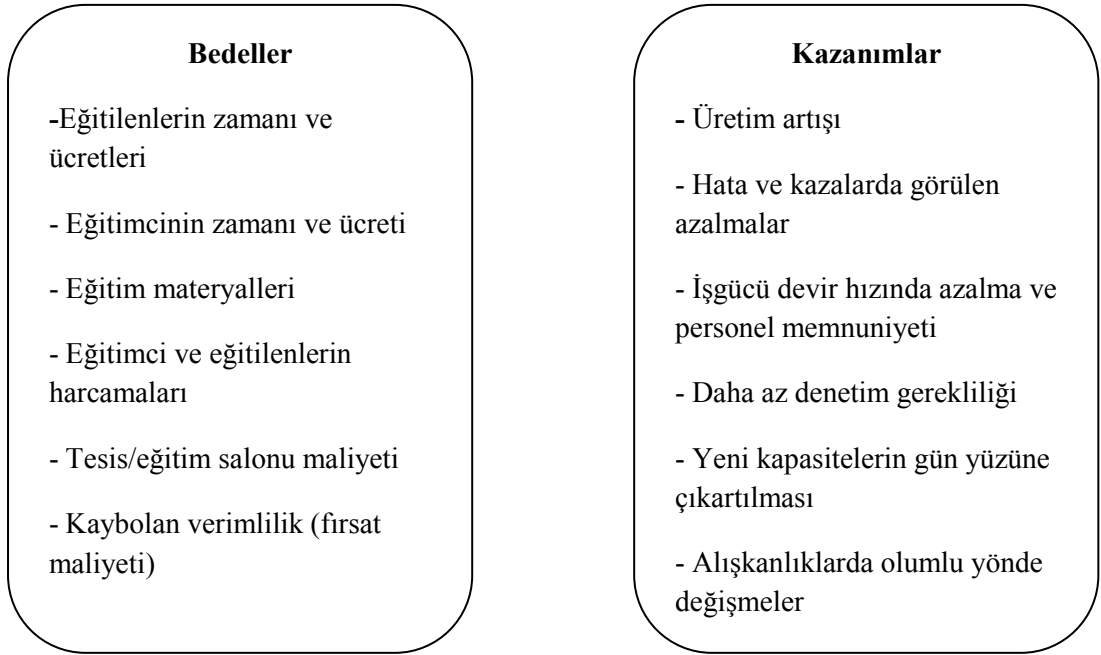 Bedeller
-Eğitilenlerin zamanı ve
ücretleri
- Eğitimcinin zamanı ve ücreti
- Eğitim materyalleri
- Eğitimci ve eğitilenlerin
harcamaları
- Tesis/eğitim salonu maliyeti
- Kaybolan verimlilik (fırsat
maliyeti)
Kazanımlar
- Üretim artışı
- Hata ve kazalarda görülen
azalmalar
- İşgücü devir hızında azalma ve
personel memnuniyeti
- Daha az denetim gerekliliği
- Yeni kapasitelerin gün yüzüne
çıkartılması
- Alışkanlıklarda olumlu yönde
değişmeler